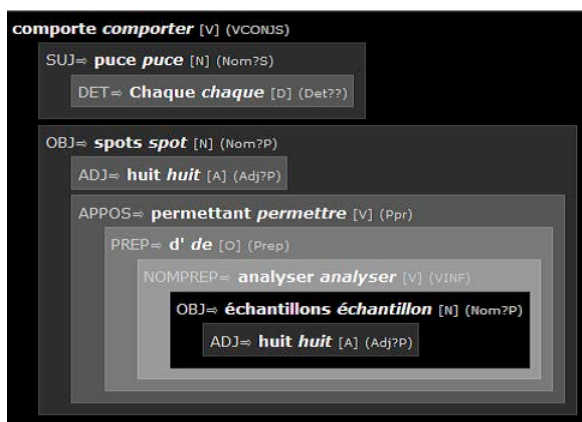 comporte comporter [V] (VCONJS)
SUJ⇒ puce puce [N] (Nom?S)
DET⇒ Chaque chaque [D] (Det??)
OBJ⇒ spots spot [N] (Nom?P)
ADJ⇒ huit huit [A] (Adj?P)
APPOS⇒ permettant permettre [V] (Ppr)
PREP⇒ d' de [O] (Prep)
NOMPREP⇒ analyser analyser [V] (VINF)
OBJ⇒ échantillons échantillon [N] (Nom?P)
ADJ⇒ huit huit [A] (Adj?P)